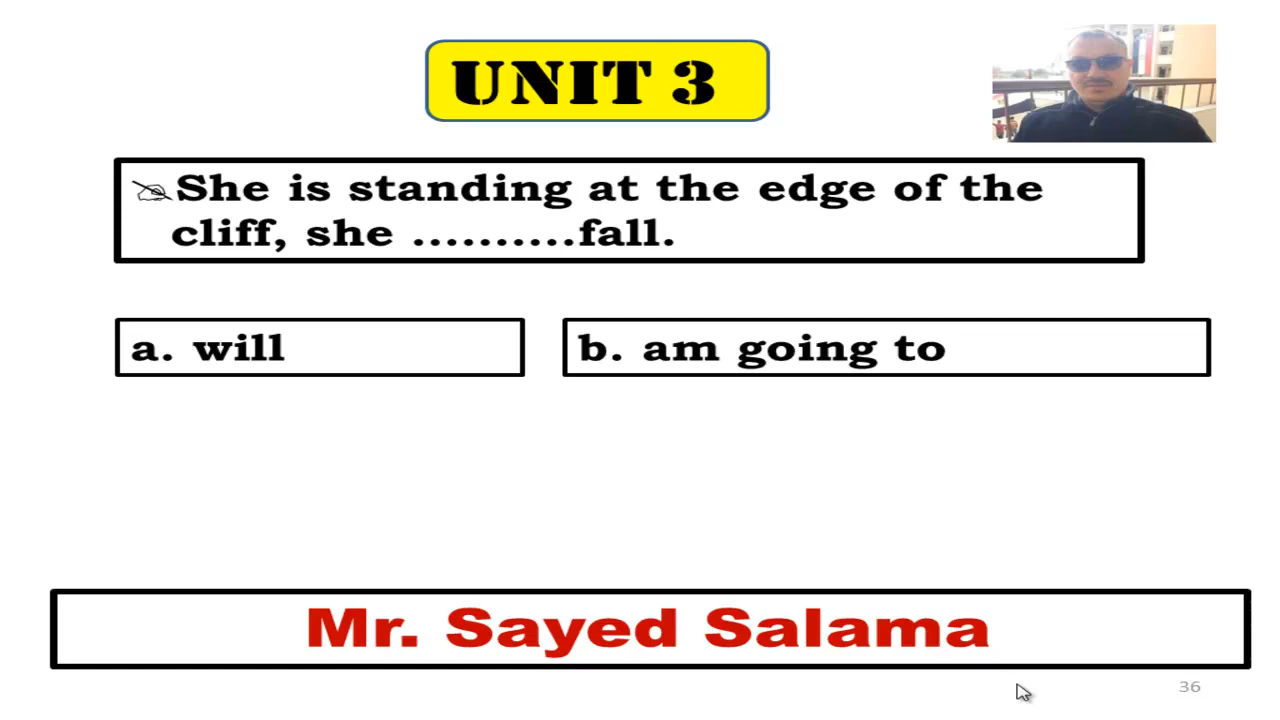 UNIT 3
She is standing at the edge of the
cliff, she ..........fall.
a. will
b. am going to
Mr. Sayed Salama
36